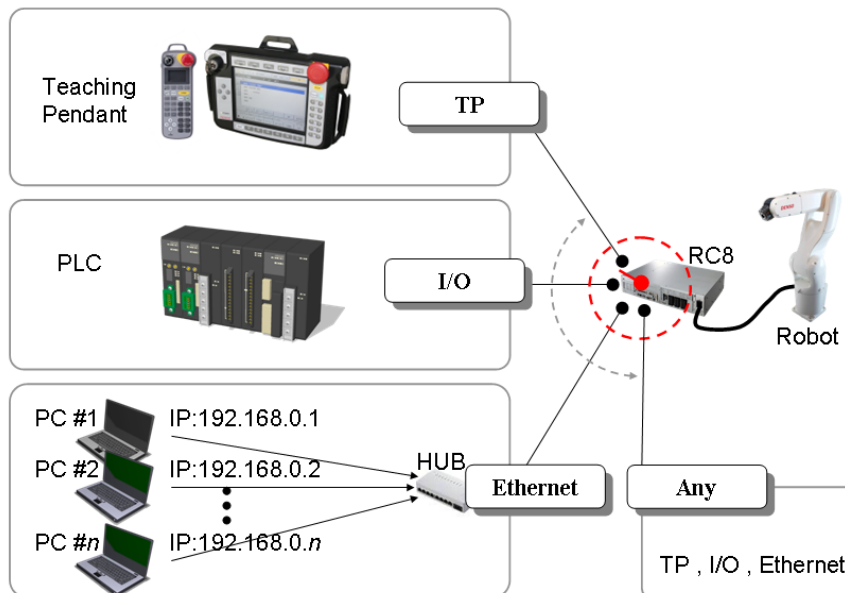 Teaching
Pendant
TP
PLC
I/O
RC8
Robot
PC #1 IP:192.168.0.1
PC #2 IP:192.168.0.2
PC #n IP:192.168.0.n
HUB
Ethernet
Any
TP , I/O , Ethernet
DENSO